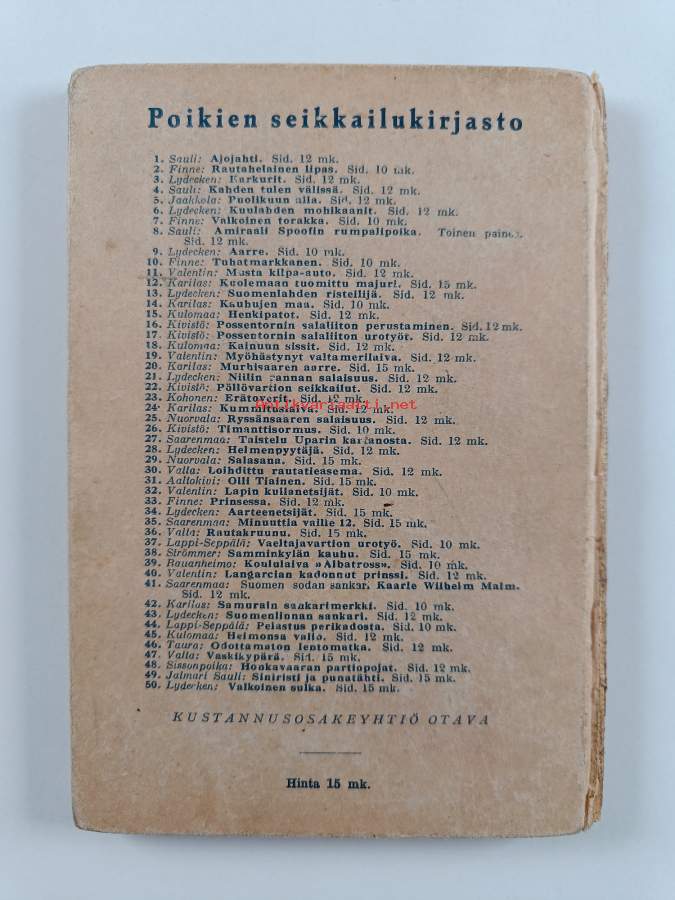 Poikien seikkailukirjasto
1. Sauli: Ajojahti. Sid. 12 mk.
2. Finne: Rautahelainen lipas. Sid. 10 mk.
3. Lydecken: Karkurit. Sid. 12 mk.
4. Sauli: Kahden tulen välissä. Sid. 12 mk.
5. Jaakkola: Puolikuun alla. Sid. 12 mk.
6. Lydecken: Kuulahden mohikaanit. Sid. 12 mk.
7. Finne: Valkoinen torakka. Sid. 10 mk.
8. Sauli: Amiraali Spoofin rumpalipoika. Toinen painos.
Sid. 12 mk.
9. Lydecken: Aarre. Sid. 10 mk.
10. Finne: Tuhatmarkkanen. Sid. 10 mk.
11. Valentin: Musta kilpa-auto. Sid. 12 mk.
12. Karilas: Kuolemaan tuomittu majuri. Sid. 15 mk.
13. Lydecken: Suomenlahden risteilijä. Sid. 12 mk.
14. Karilas: Kauhujen maa. Sid. 10 mk.
15. Kulomaa: Henkipatot. Sid. 12 mk.
16. Kivistö: Possentornin salaliiton perustaminen. Sid. 12 mk.
17. Kivistö: Possentornin salaliiton urotyöt. Sid. 12 mk.
18. Kulomaa: Kainuun sissit. Sid. 12 mk.
19. Valentin: Myöhästynyt valtamerilaiva. Sid. 12 mk.
20. Karilas: Murhisaaren aarre. Sid. 15 mk.
21. Lydecken: Niilin rannan salaisuus. Sid. 12 mk.
22. Kivistö: Pöllövartion seikkailut. Sid. 12 mk.
23. Kohonen: Erätoverit. Sid. 12 mk.
antikvariaatti.net
24. Karilas: Kummituslaiva. Sid. 12 mk.
25. Nuorvala: Ryssänsaaren salaisuus. Sid. 12 mk.
26. Kivistö: Timanttisormus. Sid. 10 mk.
27. Saarenmaa: Taistelu Uparin kartanosta. Sid. 12 mk.
28. Lydecken: Helmenpyytäjä. Sid. 12 mk.
29. Nuorvala: Salasana. Sid. 15 mk.
30. Valla: Loihdittu rautatieasema. Sid. 12 mk.
31. Aaltokivi: Olli Tiainen. Sid. 15 mk.
32. Valentin: Lapin kullanetsijät. Sid. 10 mk.
33. Finne: Prinsessa. Sid. 12 mk.
34. Lydecken: Aarteenetsijät. Sid. 15 mk.
35. Saarenmaa: Minuuttia vaille 12. Sid. 15 mk.
36. Valla: Rautakruunu. Sid. 15 mk.
37. Lappi-Seppälä: Vaeltajavartion urotyö. Sid. 10 mk.
38. Strömmer: Samminkylän kauhu. Sid. 15 mk.
39. Rauanheimo: Koululaiva »Albatross». Sid. 10 mk.
40. Valentin: Langarcian kadonnut prinssi. Sid. 12 mk.
41. Saarenmaa: Suomen sodan sankari Kaarle Wilhelm Malm.
Sid. 12 mk.
42. Karilas: Samurain sankarimerkki. Sid. 10 mk.
43. Lydecken: Suomenlinnan sankari. Sid. 12 mk.
44. Lappi-Seppälä: Pelastus perikadosta. Sid. 10 mk.
45. Kulomaa: Heimonsa valio. Sid. 12 mk.
46. Taura: Odottamaton lentomatka. Sid. 12 mk.
47. Valla: Vaskikypärä. Sid. 15 mk.
48. Sissonpoika: Honkavaaran partiopojat. Sid. 12 mk.
49. Jalmari Sauli: Siniristi ja punatähti. Sid. 15 mk.
50. Lydecken: Valkoinen sulka. Sid. 15 mk.
KUSTANNUSOSAKEYHTIÖ OTAVA
Hinta 15 mk.